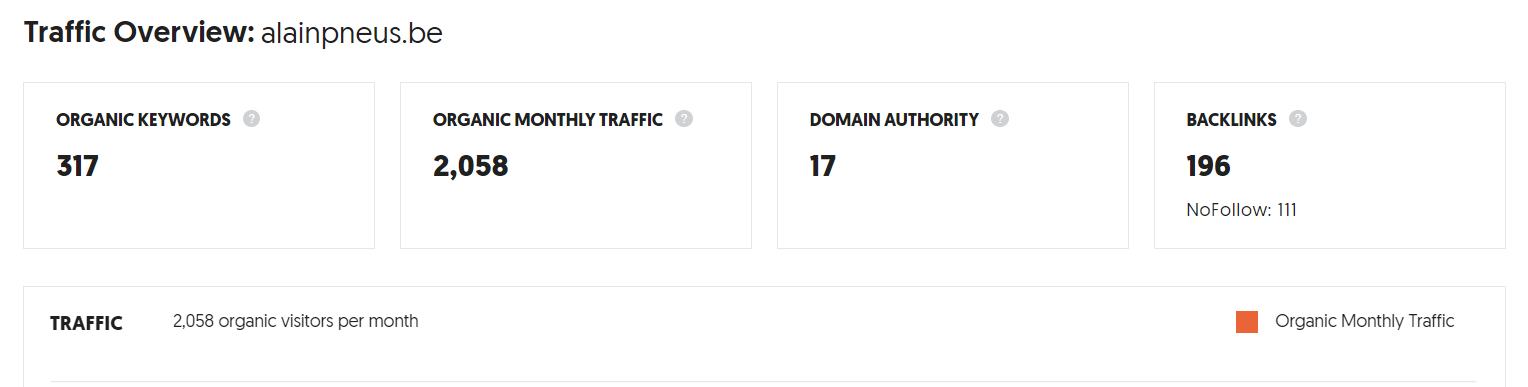 Traffic Overview: alainpneus.be
ORGANIC KEYWORDS ?
317
ORGANIC MONTHLY TRAFFIC ?
2,058
DOMAIN AUTHORITY ?
17
BACKLINKS ?
196
NoFollow: 111
TRAFFIC 2,058 organic visitors per month Organic Monthly Traffic